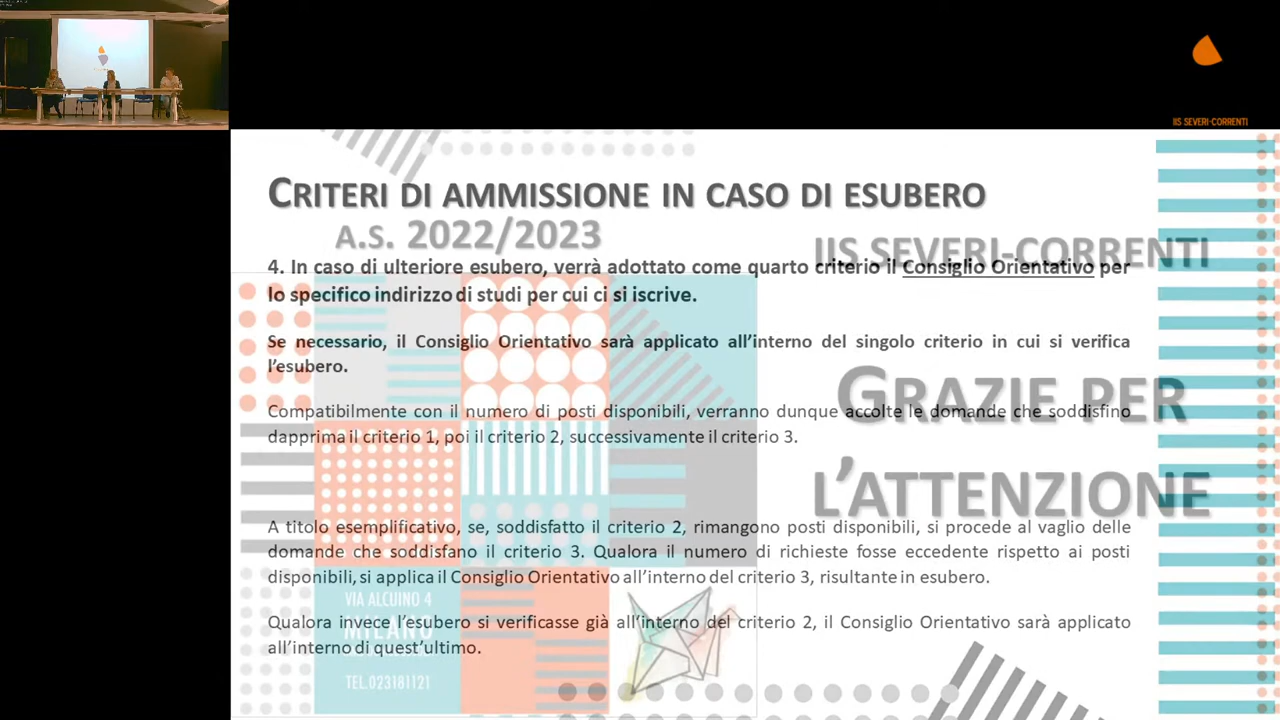 IIS SEVERI-CORRENTI
CRITERI DI AMMISSIONE IN CASO DI ESUBERO
A.S. 2022/2023
IIS SEVERI-CORRENTI
4. In caso di ulteriore esubero, verrà adottato come quarto criterio il Consiglio Orientativo per
lo specifico indirizzo di studi per cui ci si iscrive.
Se necessario, il Consiglio Orientativo sarà applicato all'interno del singolo criterio in cui si verifica
l'esubero.
GRAZIE PER
L'ATTENZIONE
Compatibilmente con il numero di posti disponibili, verranno dunque accolte le domande che soddisfino
dapprima il criterio 1, poi il criterio 2, successivamente il criterio 3.
A titolo esemplificativo, se, soddisfatto il criterio 2, rimangono posti disponibili, si procede al vaglio delle
domande che soddisfano il criterio 3. Qualora il numero di richieste fosse eccedente rispetto ai posti
disponibili, si applica il Consiglio Orientativo all'interno del criterio 3, risultante in esubero.
VIA ALCUINO 4
MILANO
TEL.023181121
Qualora invece l'esubero si verificasse già all'interno del criterio 2, il Consiglio Orientativo sarà applicato
all'interno di quest'ultimo.